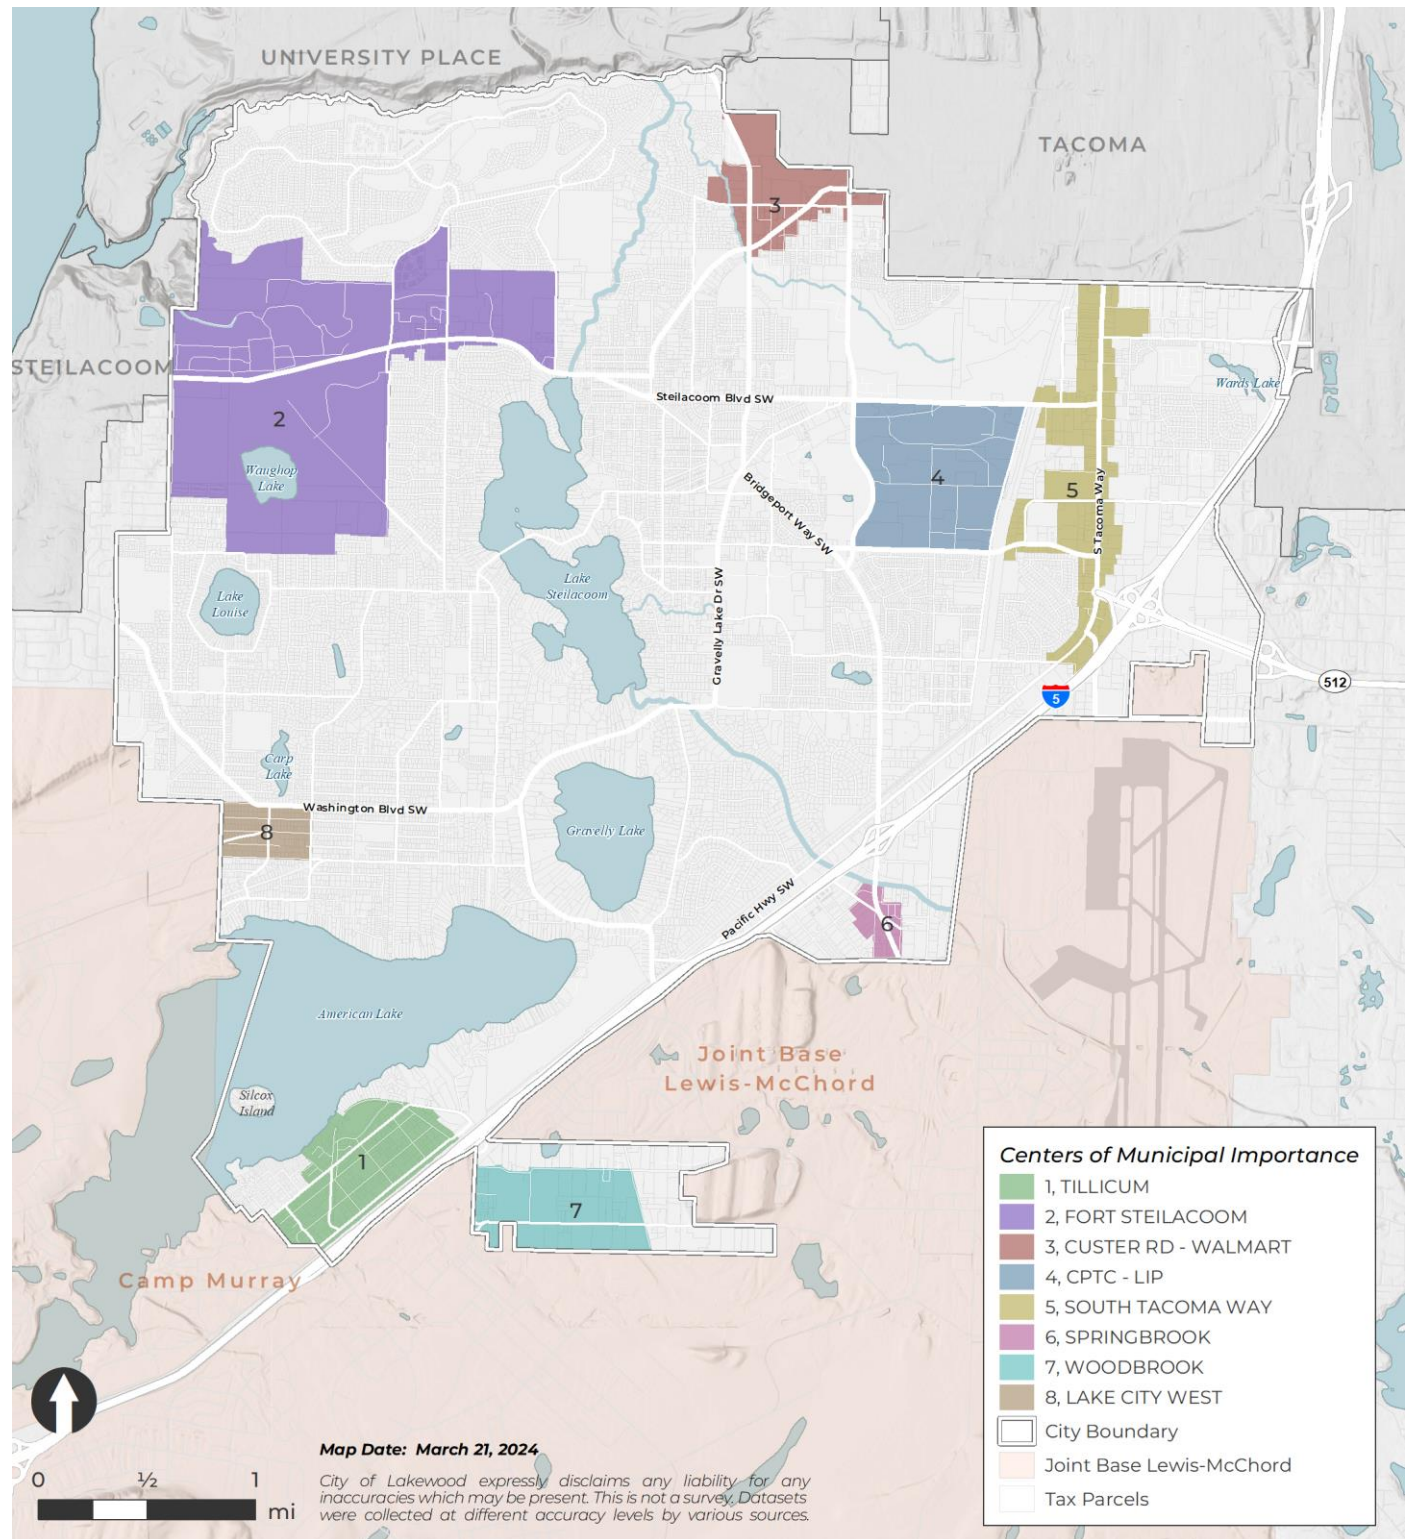 UNIVERSITY PLACE
TACOMA
3
STEILACOOM
Wards Lake
Steilacoom Blvd SW
2
Waughop
Lake
4
5
S Tacoma Way
Bridgeport Way SW
Lake
Louise
Lake
Steilacoom
Gravelly Lake Dr SW
512
5
Carp
Lake
Washington Blvd SW
8
Gravelly Lake
Pacific Hwy SW
6
American Lake
Joint Base
Lewis-McChord
Silcox
Island
1
7
Camp Murray
Centers of Municipal Importance
1, TILLICUM
2, FORT STEILACOOM
3, CUSTER RD - WALMART
4, CPTC - LIP
5, SOUTH TACOMA WAY
6, SPRINGBROOK
7, WOODBROOK
8, LAKE CITY WEST
City Boundary
Joint Base Lewis-McChord
Tax Parcels
Map Date: March 21, 2024
0 ½ 1
mi
City of Lakewood expressly disclaims any liability for any
inaccuracies which may be present. This is not a survey. Datasets
were collected at different accuracy levels by various sources.